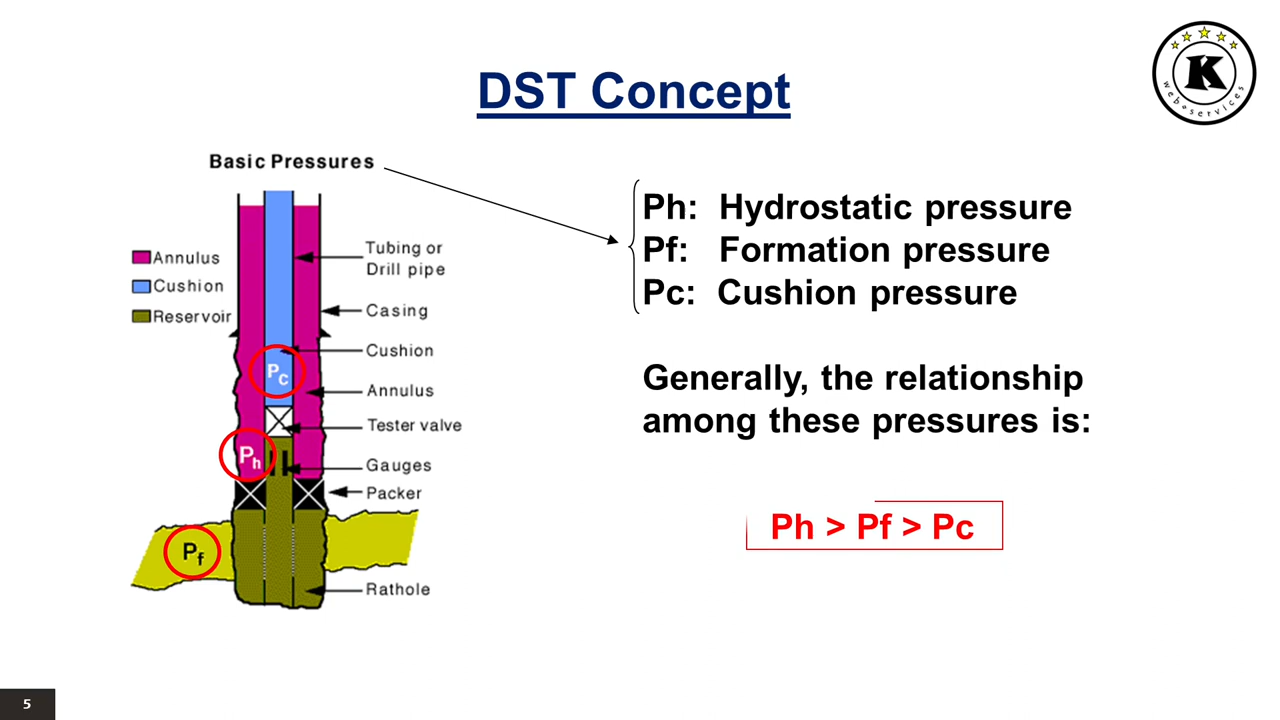 DST Concept
K
web services
Basic Pressures
Ph: Hydrostatic pressure
Pf: Formation pressure
Pc: Cushion pressure
Annulus
Cushion
Reservoir
Tubing or
Drill pipe
Casing
Cushion
Annulus
Tester valve
Gauges
Packer
Rathole
Pc
Ph
Pf
Generally, the relationship
among these pressures is:
Ph > Pf > Pc
5